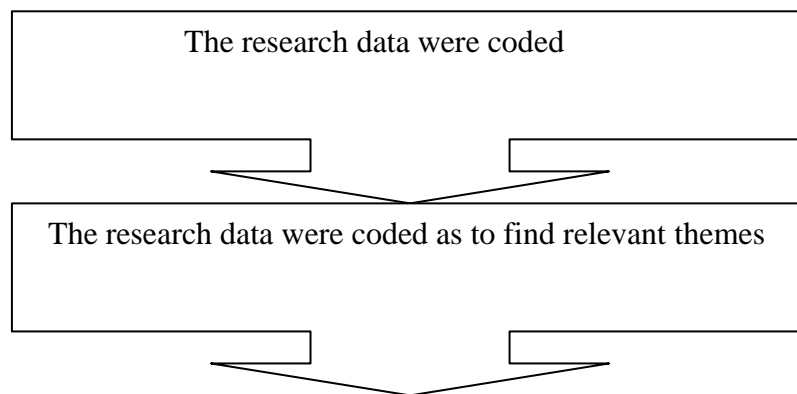 The research data were coded
The research data were coded as to find relevant themes